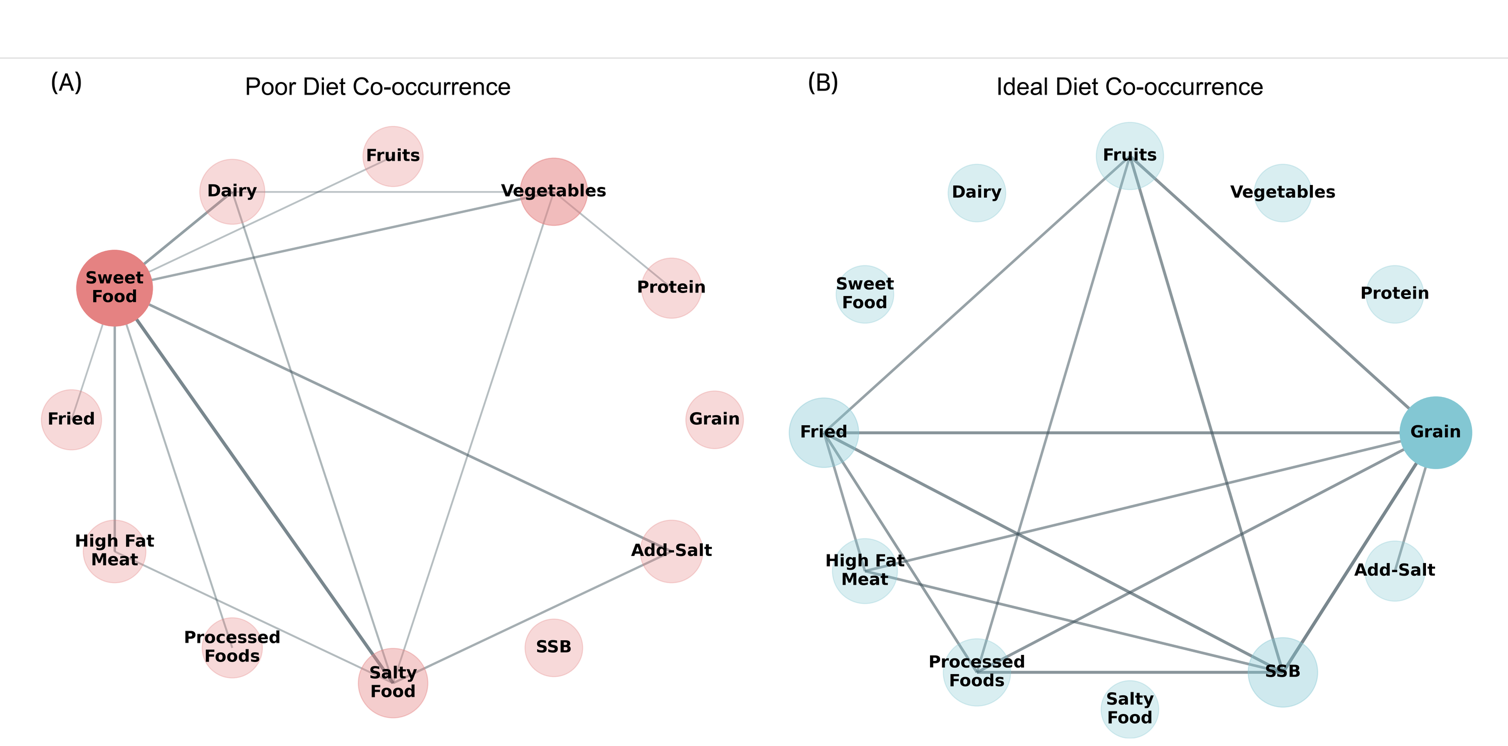 (A)
Poor Diet Co-occurrence
Fruits
Dairy
Vegetables
Sweet
Food
Protein
Fried
Grain
High Fat
Meat
Add-Salt
Processed
Foods
SSB
Salty
Food
(B)
Ideal Diet Co-occurrence
Fruits
Dairy
Vegetables
Sweet
Food
Protein
Fried
Grain
High Fat
Meat
Add-Salt
Processed
Foods
SSB
Salty
Food